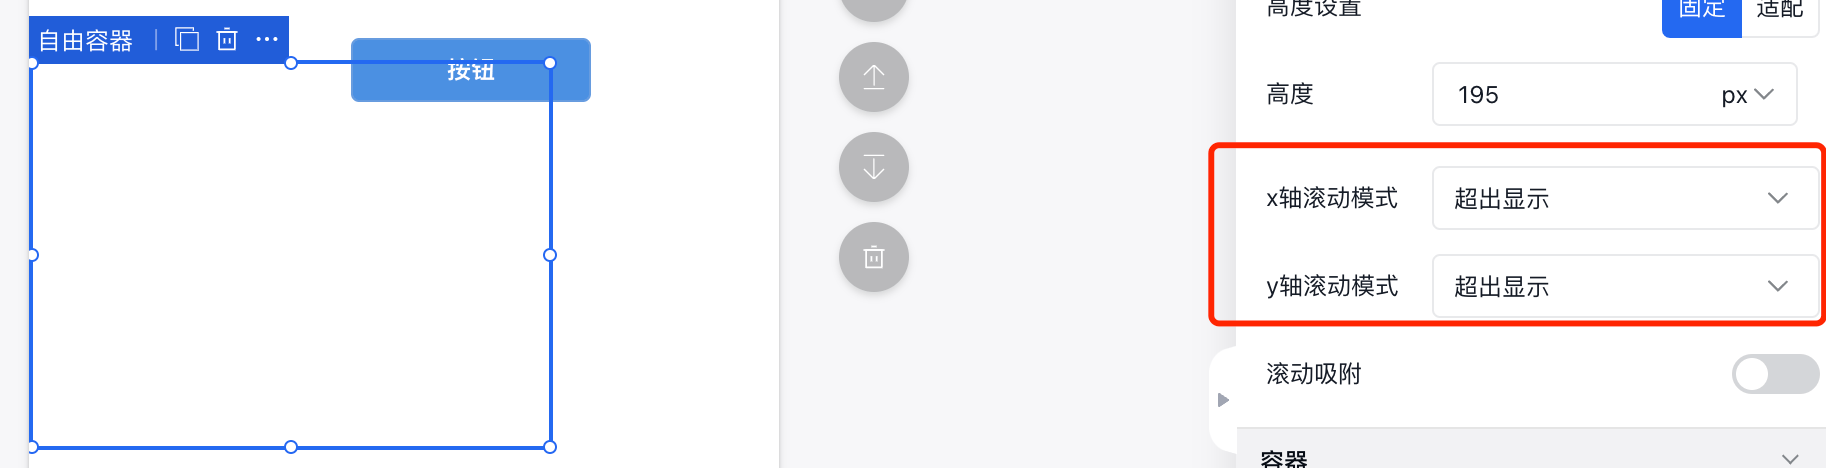 自由容器
按钮
高度设置
固定
适配
高度
195
px
x轴滚动模式
超出显示
y轴滚动模式
超出显示
滚动吸附
容器